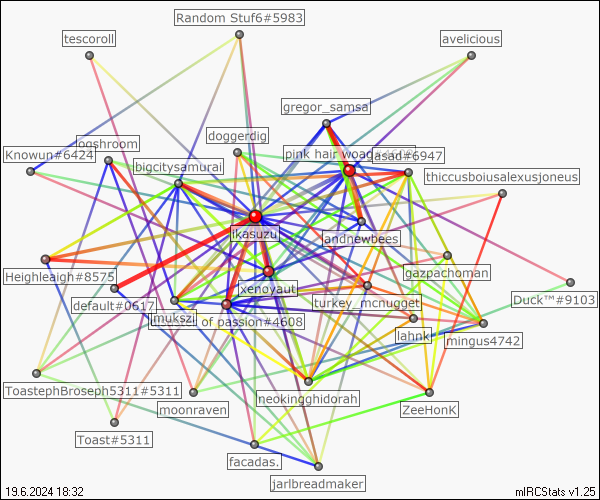 Random Stuf6#5983
tescoroll
avelicious
gregor_samsa
doggerdig
ooshroom
Knowun#6424
pink hair woa
asad#6947
bigcitysamurai
thiccusboiusalexusjoneus
ikasuzu
andnewbees
gazpachoman
Heighleaigh#8575
xenoyaut
default#0617
turkey_mcnugget
Duck™#9103
mukszi
of passion#4608
lahnk
mingus4742
ToastephBroseph5311#5311
neokingghidorah
moonraven
ZeeHonK
Toast#5311
facadas.
jarlbreadmaker
19.6.2024 18:32
mIRCStats v1.25